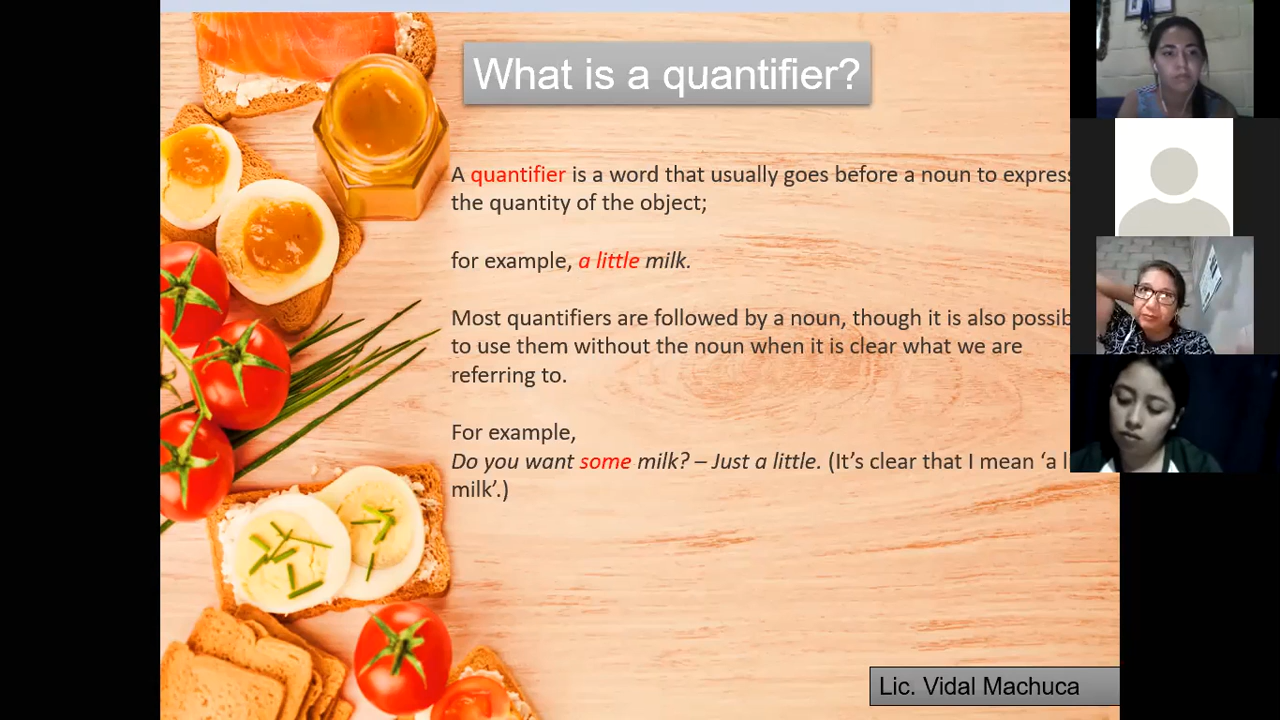 What is a quantifier?
A quantifier is a word that usually goes before a noun to express
the quantity of the object;
for example, a little milk.
Most quantifiers are followed by a noun, though it is also
to use them without the noun when it is clear what we are
referring to.
For example,
Do you want some milk? – Just a little. (It’s clear that I mean ‘a
milk’.)
Lic. Vidal Machuca